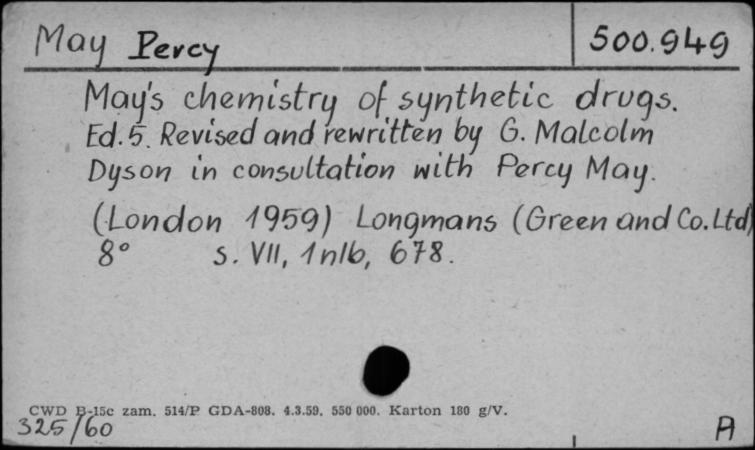 May Percy 500.949
May's chemistry of synthetic drugs.
Ed. 5. Revised and rewritten by G. Malcolm
Dyson in consultation with Percy May.
(London 1959) Longmans (Green and Co. Ltd)
8° s. VII, 1nlb, 678.
CWD B-15c zam. 514/P GDA-808. 4.3.59. 550 000. Karton 180 g/V.
325/60 A